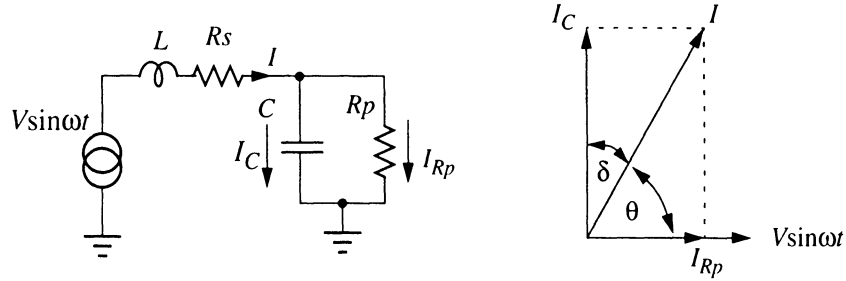 L
Rs
I
Vsinωt
C
Rp
I_C
I_Rp
I_C
I
δ
θ
Vsinωt
I_Rp